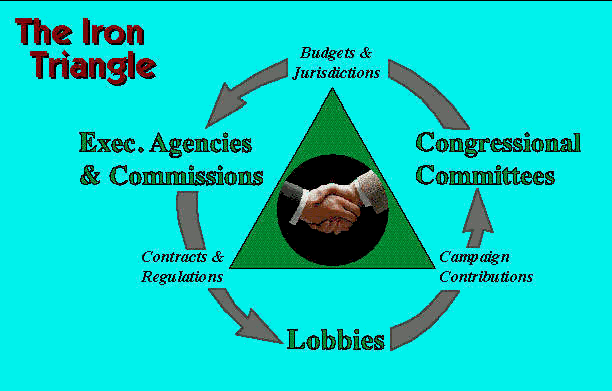 The Iron
Triangle
Budgets &
Jurisdictions
Exec. Agencies
& Commissions
Congressional
Committees
Contracts &
Regulations
Campaign
Contributions
Lobbies